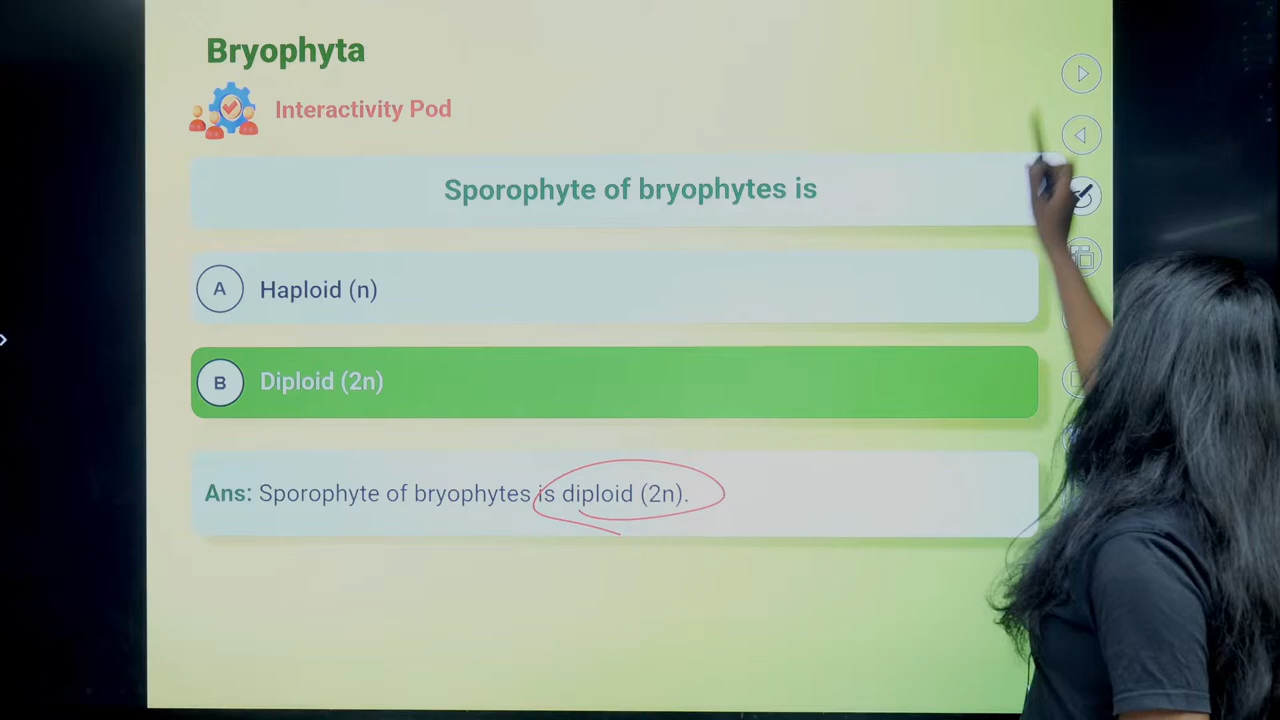 Bryophyta
Interactivity Pod
Sporophyte of bryophytes is
A Haploid (n)
B Diploid (2n)
Ans: Sporophyte of bryophytes is diploid (2n).